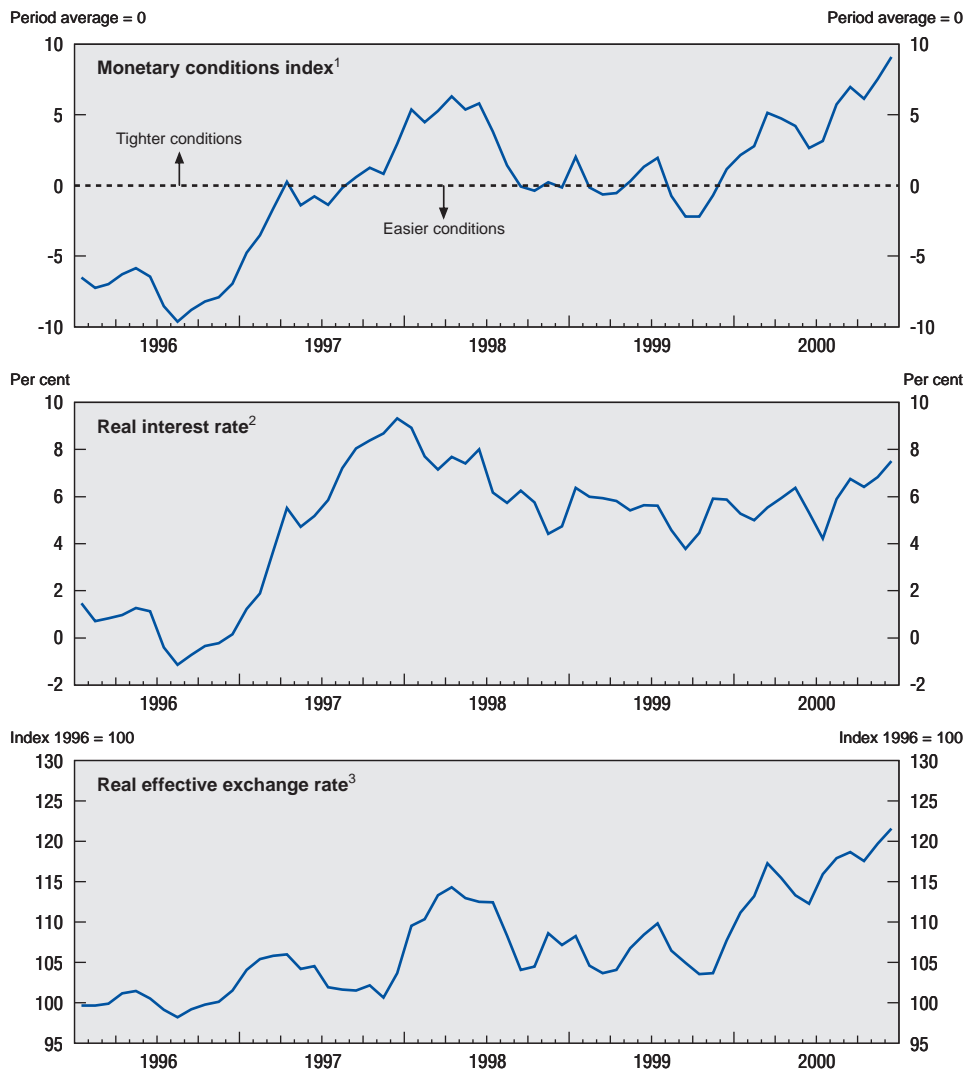 Period average = 0 Period average = 0
10 10
Monetary conditions index1
5 5
Tighter conditions
0 0
Easier conditions
-5 -5
-10 -10
1996 1997 1998 1999 2000
Per cent Per cent
10 10
Real interest rate2
8 8
6 6
4 4
2 2
0 0
-2 -2
1996 1997 1998 1999 2000
Index 1996 = 100 Index 1996 = 100
130 130
Real effective exchange rate3
125 125
120 120
115 115
110 110
105 105
100 100
95 95
1996 1997 1998 1999 2000